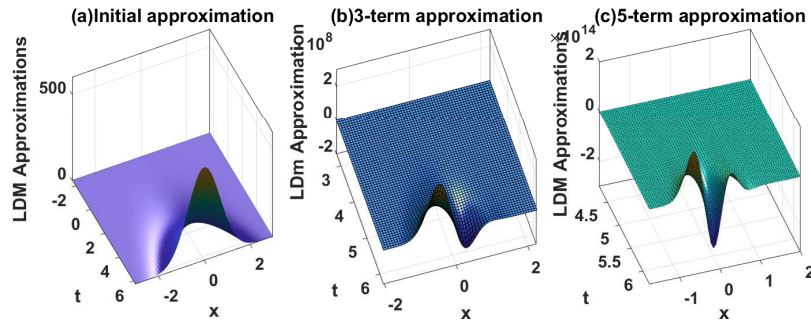 (a)Initial approximation
(b)3-term approximation
(c)5-term approximation
LDM Approximations
500
0
-2
0
2
4
6
t
-2
0
2
x
10^8
LDm Approximations
2
0
-2
3
4
5
6
t
-2
0
2
x
×10^14
LDM Approximations
2
0
-2
4.5
5
5.5
6
t
-1
0
1
2
x